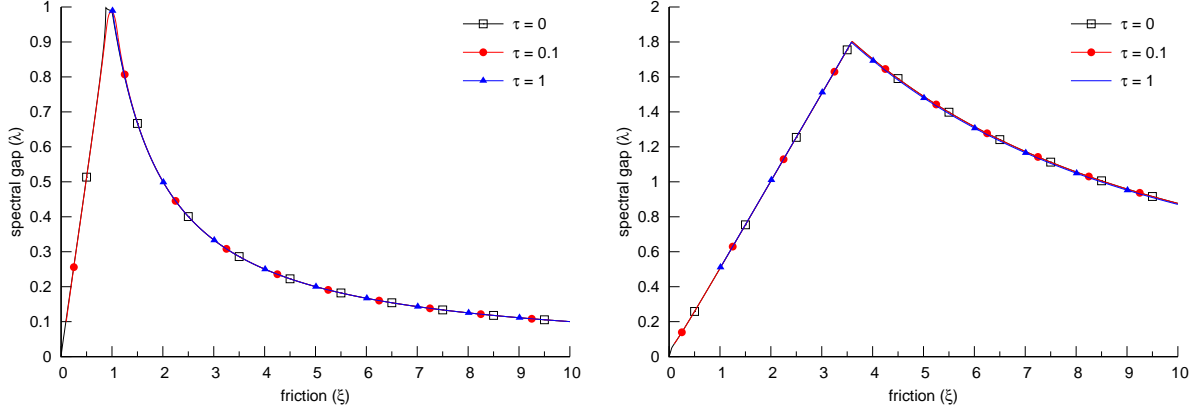 1
0.9
0.8
0.7
0.6
0.5
0.4
0.3
0.2
0.1
0
spectral gap (λ)
0 1 2 3 4 5 6 7 8 9 10
friction (ξ)
τ = 0
τ = 0.1
τ = 1
2
1.8
1.6
1.4
1.2
1
0.8
0.6
0.4
0.2
0
spectral gap (λ)
0 1 2 3 4 5 6 7 8 9 10
friction (ξ)
τ = 0
τ = 0.1
τ = 1